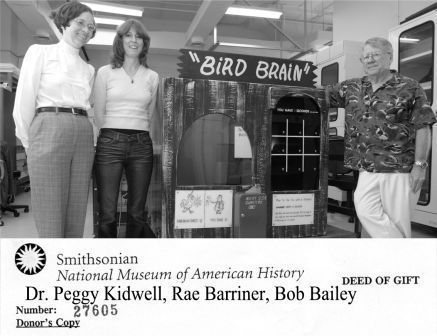 "BIRD BRAIN"
Smithsonian
National Museum of American History
DEED OF GIFT
Dr. Peggy Kidwell, Rae Barriner, Bob Bailey
Number: 27605
Donor's Copy